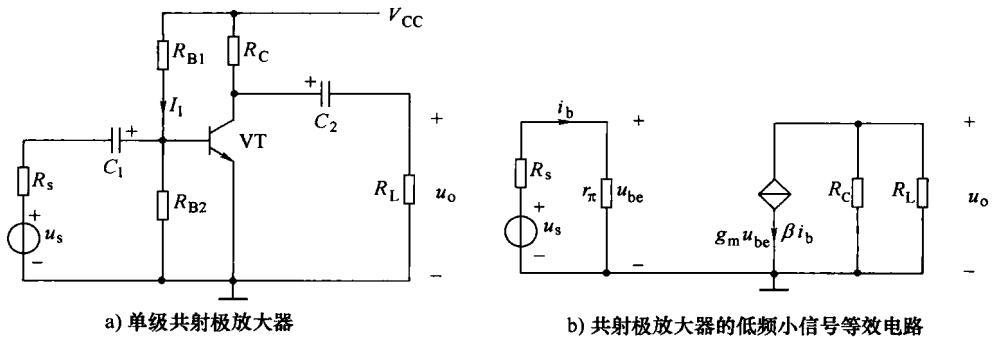 V_CC
R_B1
R_C
I_1
+
C_2
+
+
VT
C_1
R_s
R_B2
R_L
u_o
+
u_s
−
−
a) 单级共射极放大器
i_b
+
+
R_s
r_π
u_be
R_C
R_L
u_o
+
u_s
−
g_m u_be
β i_b
−
−
b) 共射极放大器的低频小信号等效电路